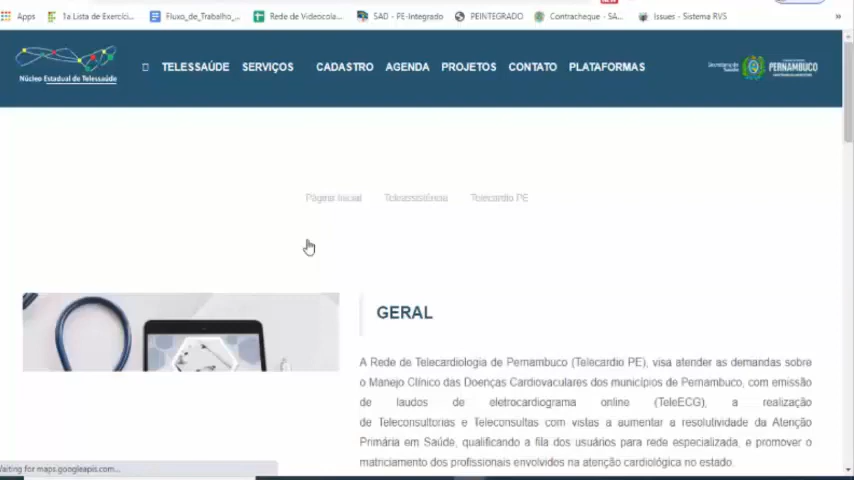 Apps 1a Lista de Exercíci... Fluxo_de_Trabalho_... Rede de Videocola... SAD - PE-Integrado PEINTEGRADO Contracheque - SA... Issues - Sistema RVS »
Núcleo Estadual de Telessaúde
TELESSAÚDE SERVIÇOS CADASTRO AGENDA PROJETOS CONTATO PLATAFORMAS
Secretaria de Saúde PERNAMBUCO
Página Inicial Teleassistência Telecardio PE
GERAL
A Rede de Telecardiologia de Pernambuco (Telecardio PE), visa atender as demandas sobre
o Manejo Clínico das Doenças Cardiovaculares dos municípios de Pernambuco, com emissão
de laudos de eletrocardiograma online (TeleECG), a realização
de Teleconsultorias e Teleconsultas com vistas a aumentar a resolutividade da Atenção
Primária em Saúde, qualificando a fila dos usuários para rede especializada, e promover o
matriciamento dos profissionais envolvidos na atenção cardiológica no estado.
Waiting for maps.googleapis.com...